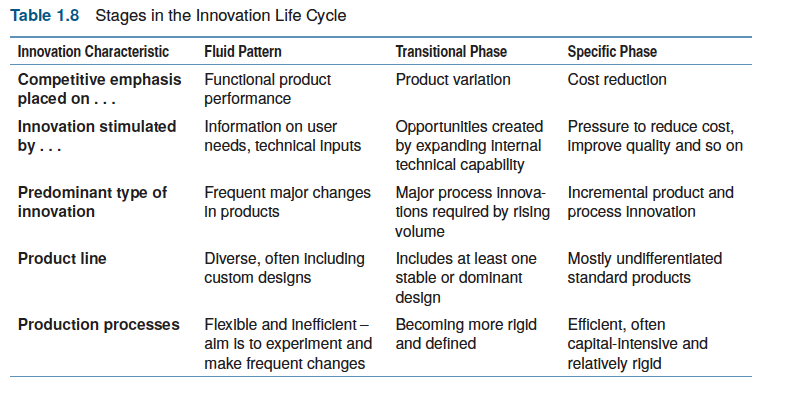 Table 1.8 Stages in the Innovation Life Cycle
Innovation Characteristic Fluid Pattern Transitional Phase Specific Phase
Competitive emphasis Functional product Product variation Cost reduction
placed on . . . performance
Innovation stimulated Information on user Opportunities created Pressure to reduce cost,
by . . . needs, technical inputs by expanding internal improve quality and so on
technical capability
Predominant type of Frequent major changes Major process innova- Incremental product and
innovation in products tions required by rising process innovation
volume
Product line Diverse, often including Includes at least one Mostly undifferentiated
custom designs stable or dominant standard products
design
Production processes Flexible and inefficient – Becoming more rigid Efficient, often
aim is to experiment and and defined capital-intensive and
make frequent changes relatively rigid